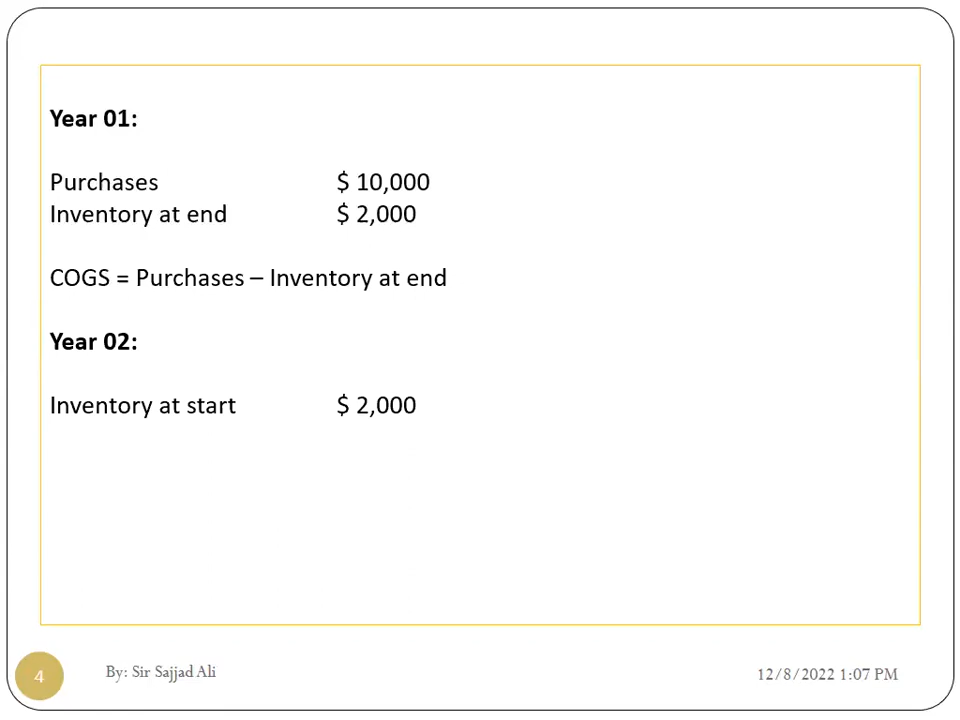 Year 01:
Purchases $ 10,000
Inventory at end $ 2,000
COGS = Purchases – Inventory at end
Year 02:
Inventory at start $ 2,000
4 By: Sir Sajjad Ali 12/8/2022 1:07 PM